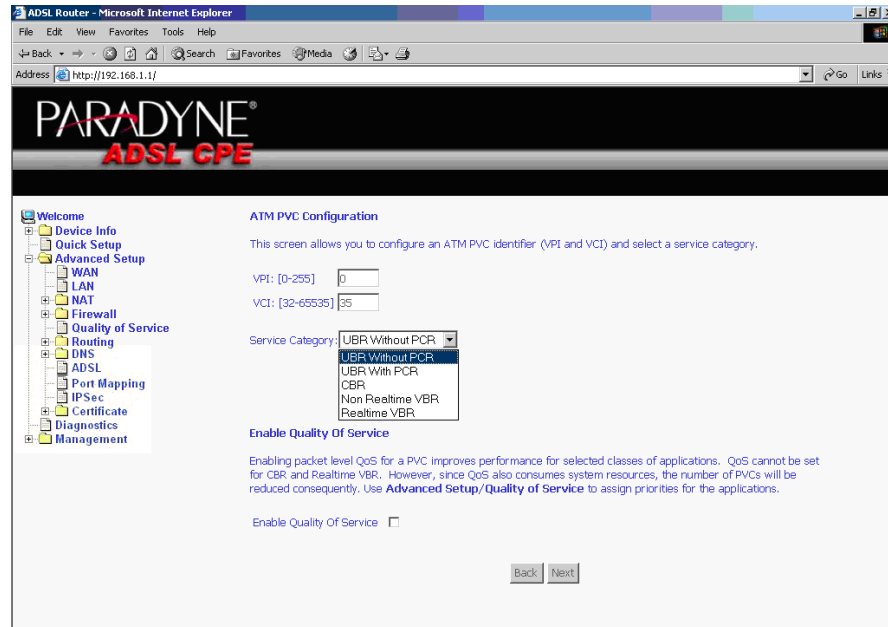 ADSL Router - Microsoft Internet Explorer
File Edit View Favorites Tools Help
Back Search Favorites Media
Address http://192.168.1.1/ Go Links
PARADYNE®
ADSL CPE
Welcome
Device Info
Quick Setup
Advanced Setup
WAN
LAN
NAT
Firewall
Quality of Service
Routing
DNS
ADSL
Port Mapping
IPSec
Certificate
Diagnostics
Management
ATM PVC Configuration
This screen allows you to configure an ATM PVC identifier (VPI and VCI) and select a service category.
VPI: [0-255] 0
VCI: [32-65535] 35
Service Category: UBR Without PCR
UBR Without PCR
UBR With PCR
CBR
Non Realtime VBR
Realtime VBR
Enable Quality Of Service
Enabling packet level QoS for a PVC improves performance for selected classes of applications. QoS cannot be set
for CBR and Realtime VBR. However, since QoS also consumes system resources, the number of PVCs will be
reduced consequently. Use Advanced Setup/Quality of Service to assign priorities for the applications.
Enable Quality Of Service
Back Next